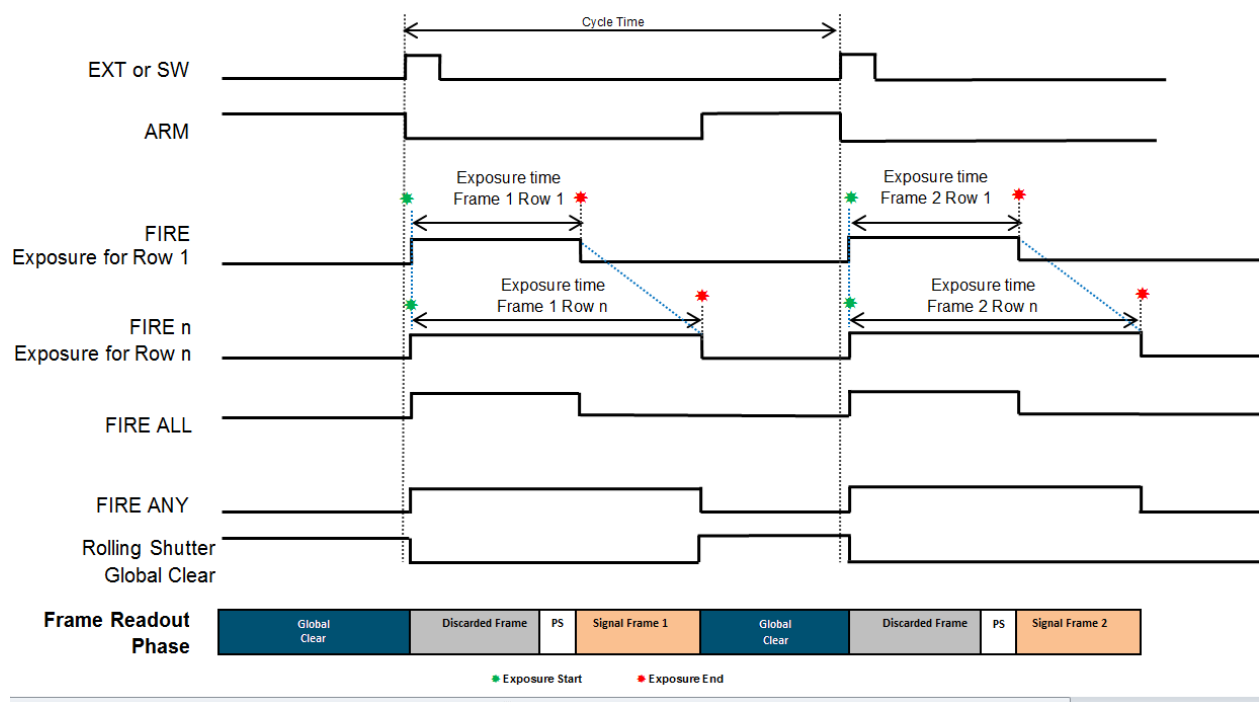 Cycle Time
EXT or SW
ARM
Exposure time
Frame 1 Row 1
Exposure time
Frame 2 Row 1
FIRE
Exposure for Row 1
Exposure time
Frame 1 Row n
Exposure time
Frame 2 Row n
FIRE n
Exposure for Row n
FIRE ALL
FIRE ANY
Rolling Shutter
Global Clear
Frame Readout
Phase
Global
Clear
Discarded Frame
PS
Signal Frame 1
Global
Clear
Discarded Frame
PS
Signal Frame 2
Exposure Start
Exposure End